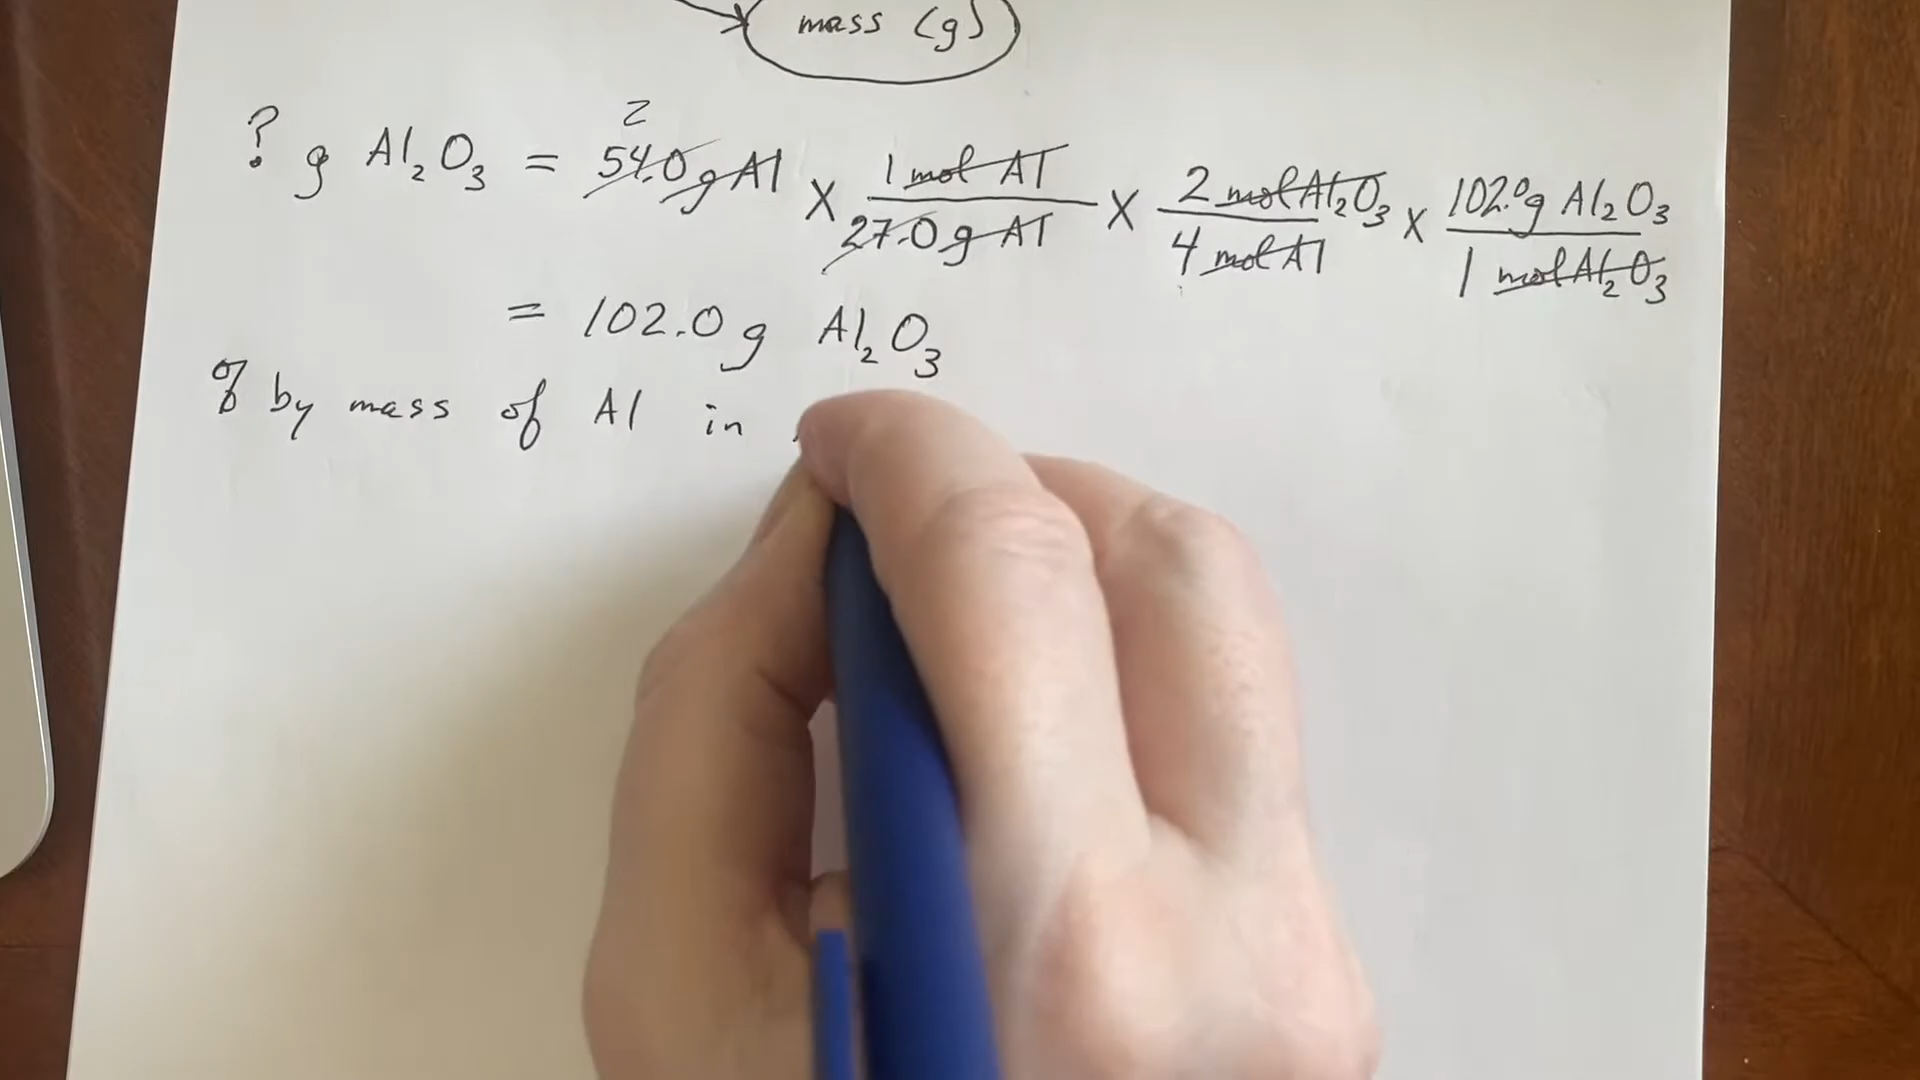 mass (g)
2
? g Al₂O₃ = 54.0 g Al × 1 mol Al / 27.0 g Al × 2 mol Al₂O₃ / 4 mol Al × 102.0 g Al₂O₃ / 1 mol Al₂O₃
= 102.0 g Al₂O₃
% by mass of Al in